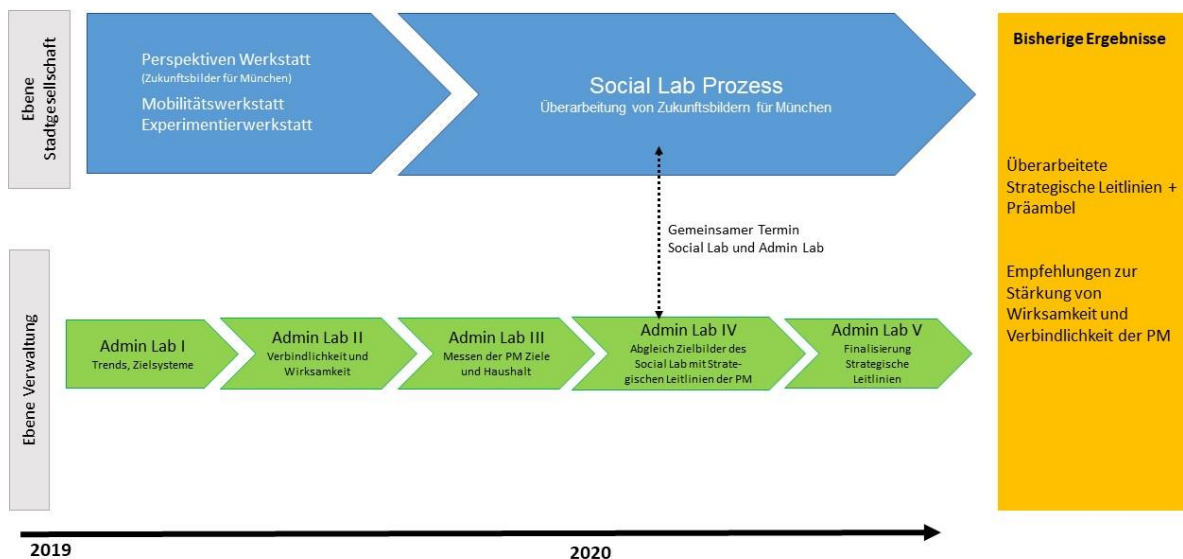 Ebene
Stadtgesellschaft
Perspektiven Werkstatt
(Zukunftsbilder für München)
Mobilitätswerkstatt
Experimentierwerkstatt
Social Lab Prozess
Überarbeitung von Zukunftsbildern für München
Gemeinsamer Termin
Social Lab und Admin Lab
Ebene Verwaltung
Admin Lab I
Trends, Zielsysteme
Admin Lab II
Verbindlichkeit und
Wirksamkeit
Admin Lab III
Messen der PM Ziele
und Haushalt
Admin Lab IV
Abgleich Zielbilder des
Social Lab mit Strate-
gischen Leitlinien der PM
Admin Lab V
Finalisierung
Strategische
Leitlinien
Bisherige Ergebnisse
Überarbeitete
Strategische Leitlinien +
Präambel
Empfehlungen zur
Stärkung von
Wirksamkeit und
Verbindlichkeit der PM
2019
2020